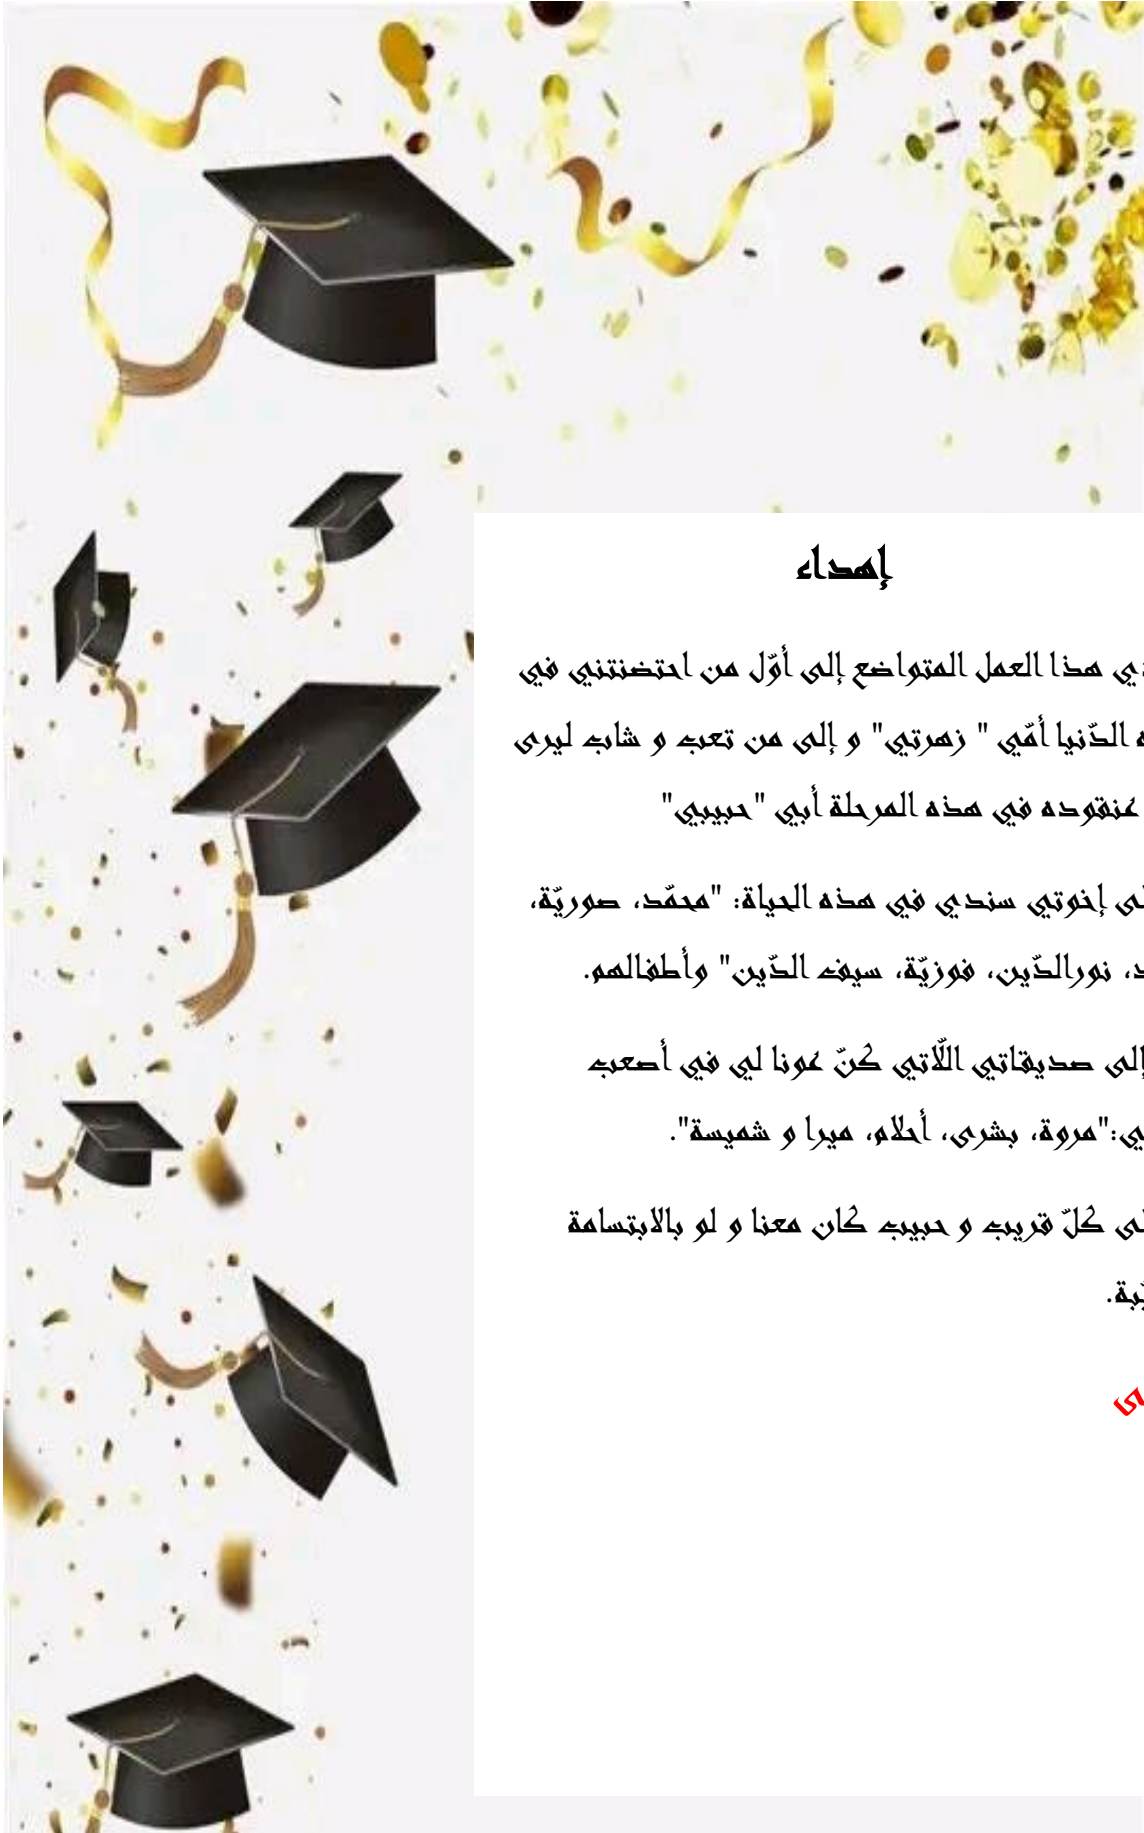 إهداء
هذا العمل المتواضع إلى أوّل من احتضنتني في
الدّنيا أمّي " زهرتي" و إلى من تعب و شاب ليرى
عنقوده في هذه المرحلة أبي "حبيبي"
إخوتي سندي في هذه الحياة: "محمّد، صوريّة،
نورالدّين، فوزيّة، سيف الدّين" وأطفالهم.
إلى صديقاتي اللّاتي كنّ عونا لي في أصعب
"مروة، بشرى، أحلام، ميرا و شميسة".
كلّ قريب و حبيب كان معنا و لو بالابتسامة